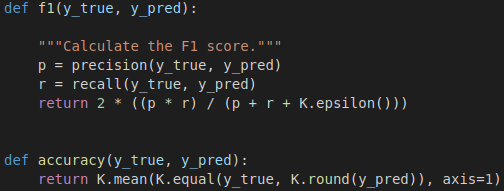 def f1(y_true, y_pred):
    """Calculate the F1 score."""
    p = precision(y_true, y_pred)
    r = recall(y_true, y_pred)
    return 2 * ((p * r) / (p + r + K.epsilon()))
def accuracy(y_true, y_pred):
    return K.mean(K.equal(y_true, K.round(y_pred)), axis=1)